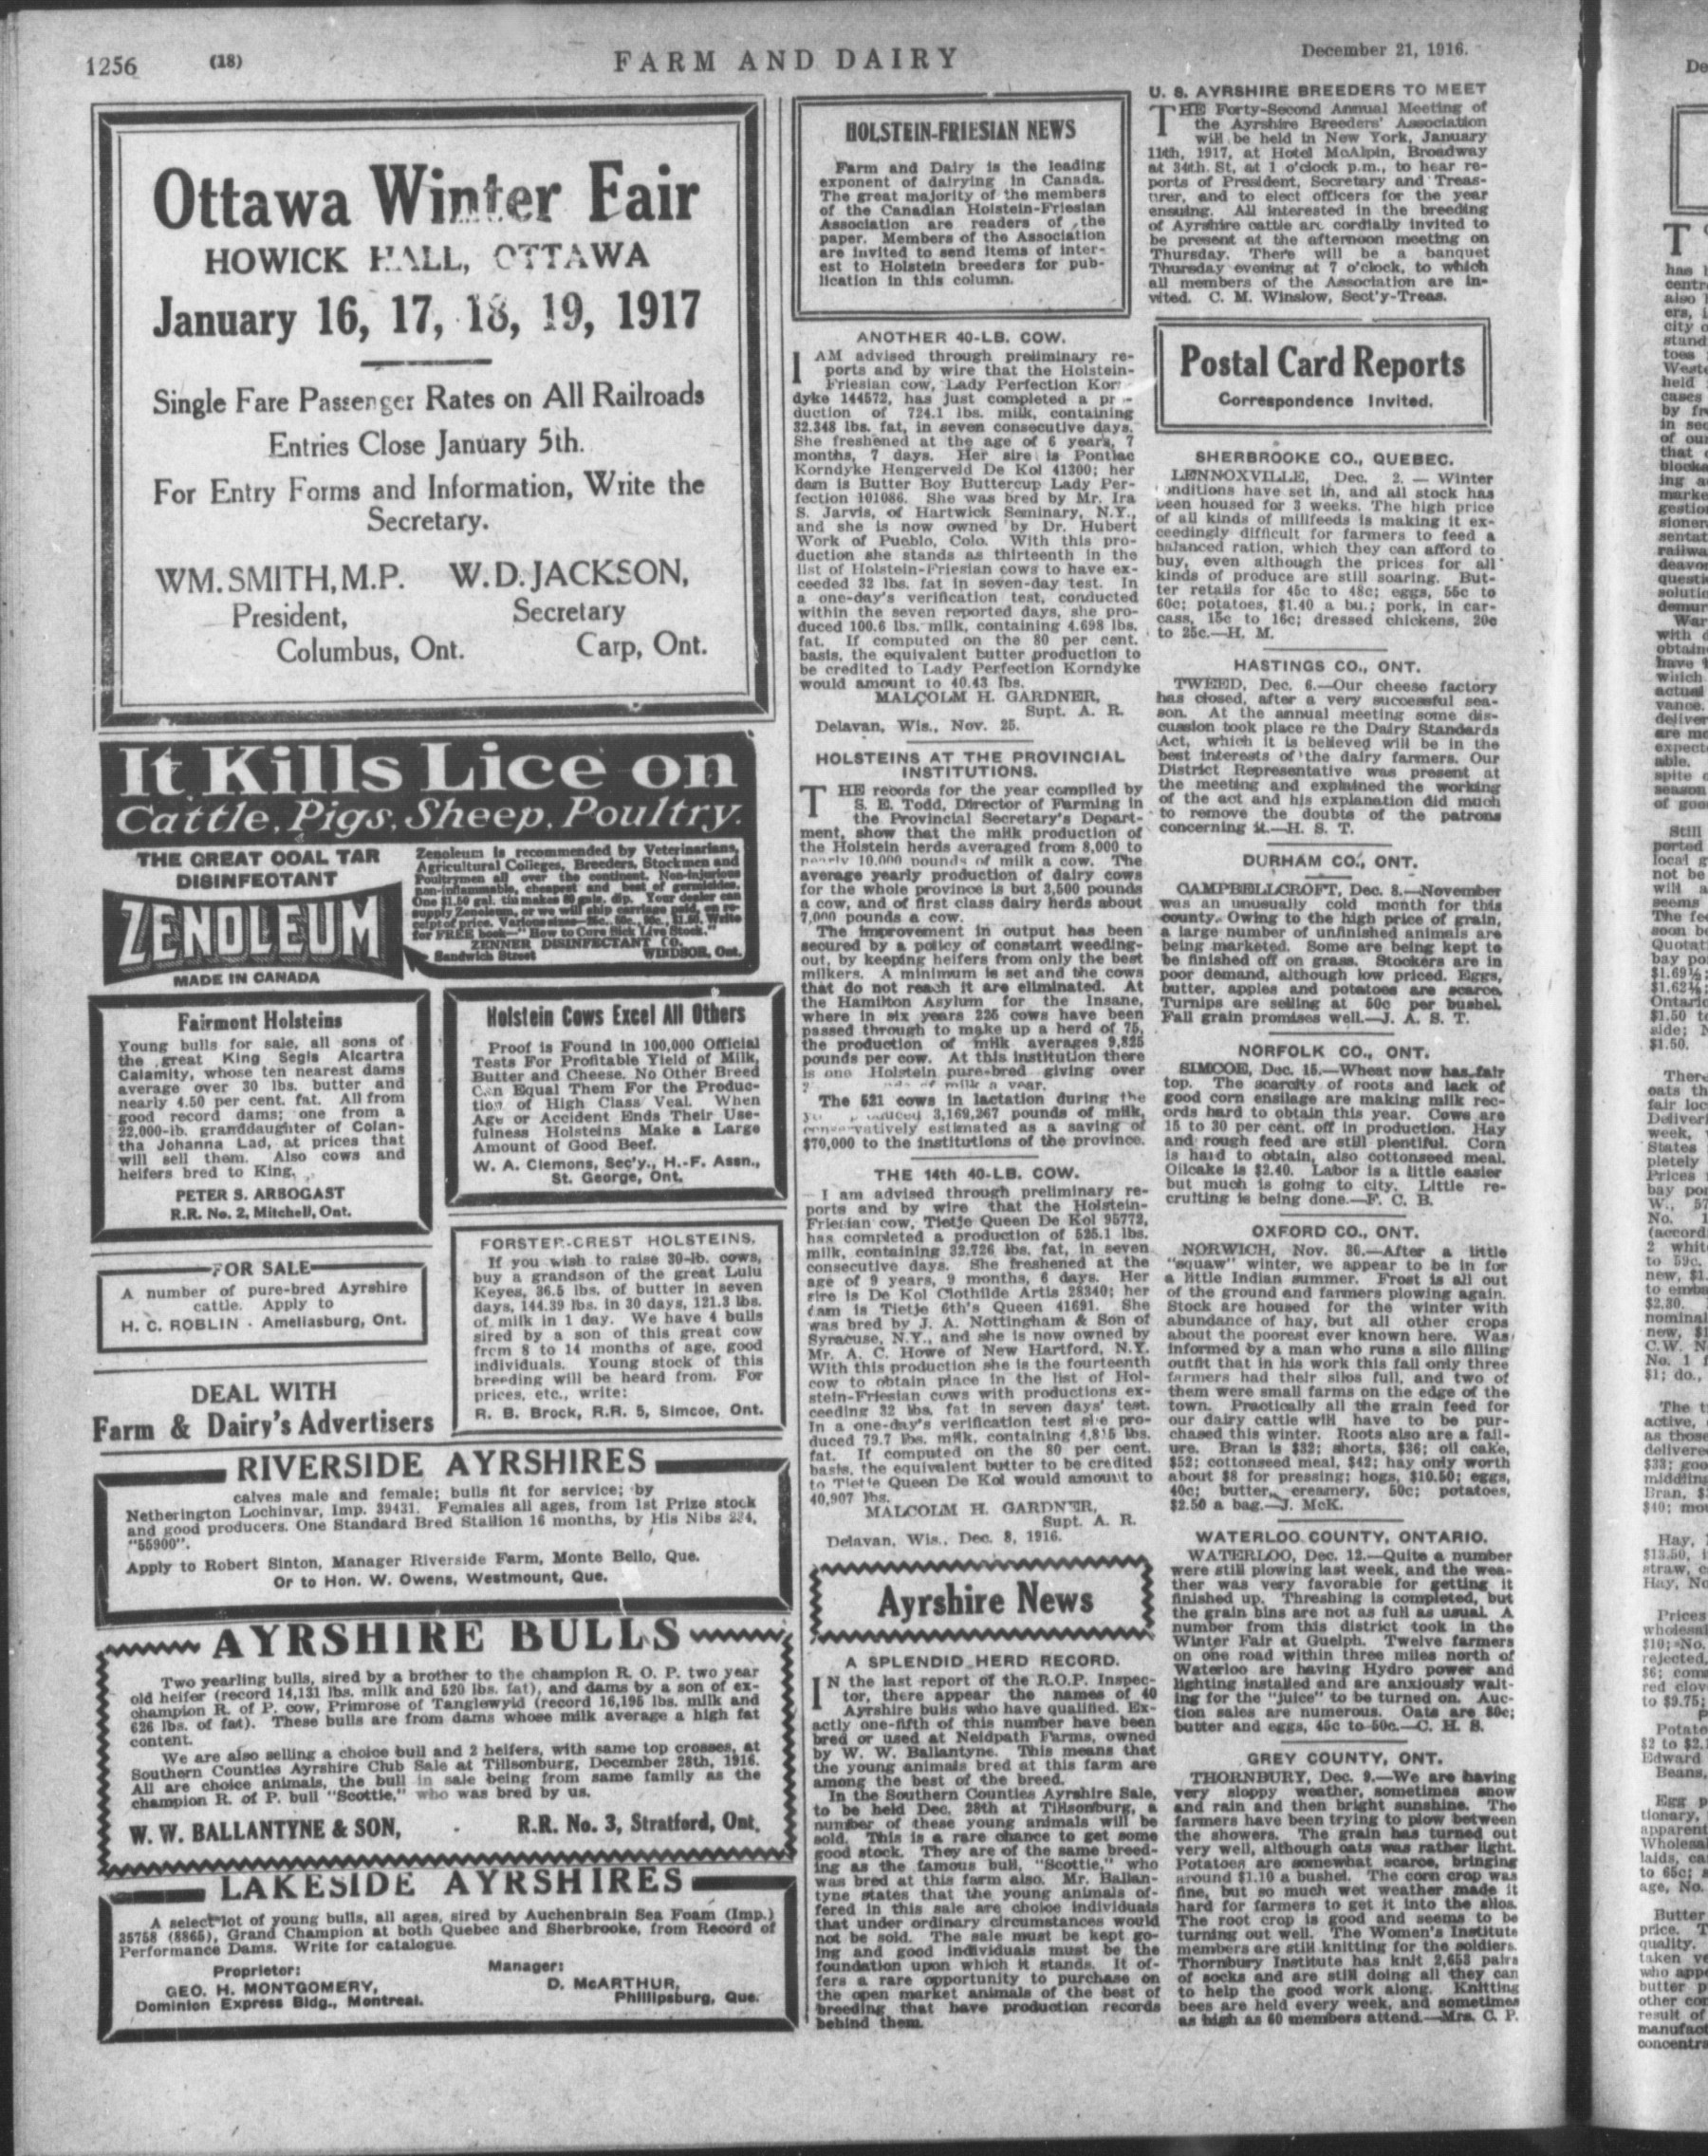 1256 (18) FARM AND DAIRY December 21, 1916.
Ottawa Winter Fair
HOWICK HALL, OTTAWA
January 16, 17, 18, 19, 1917
Single Fare Passenger Rates on All Railroads
Entries Close January 5th.
For Entry Forms and Information, Write the
Secretary.
WM. SMITH, M.P. W. D. JACKSON,
President, Secretary
Columbus, Ont. Carp, Ont.
It Kills Lice on
Cattle, Pigs, Sheep, Poultry.
THE GREAT COAL TAR
DISINFECTANT
ZENOLEUM
MADE IN CANADA
Zenoleum is recommended by Veterinarians,
Agricultural Colleges, Breeders, Stockmen and
Poultrymen all over the continent. Non-injurious
non-inflammable, cheapest and best of germicides.
One $1.50 gal. tin makes 80 gals. dip. Your dealer can
supply Zenoleum, or we will ship carriage paid, on re-
ceipt of price. Various sizes—25c., 50c., 90c., $1.50. Write
for FREE book—"How to Cure Sick Live Stock."
ZENNER DISINFECTANT CO.
Sandwich Street WINDSOR, Ont.
Fairmont Holsteins
Young bulls for sale, all sons of
the great King Segis Alcartra
Calamity, whose ten nearest dams
average over 30 lbs. butter and
nearly 4.50 per cent. fat. All from
good record dams; one from a
22,000-lb. granddaughter of Colan-
tha Johanna Lad, at prices that
will sell them. Also cows and
heifers bred to King.
PETER S. ARBOGAST
R.R. No. 2, Mitchell, Ont.
Holstein Cows Excel All Others
Proof is Found in 100,000 Official
Tests For Profitable Yield of Milk,
Butter and Cheese. No Other Breed
Can Equal Them For the Produc-
tion of High Class Veal. When
Age or Accident Ends Their Use-
fulness Holsteins Make a Large
Amount of Good Beef.
W. A. Clemons, Sec'y., H.-F. Assn.,
St. George, Ont.
FOR SALE
A number of pure-bred Ayrshire
cattle. Apply to
H. C. ROBLIN - Ameliasburg, Ont.
DEAL WITH
Farm & Dairy's Advertisers
FORSTER-CREST HOLSTEINS.
If you wish to raise 30-lb. cows,
buy a grandson of the great Lulu
Keyes, 36.5 lbs. of butter in seven
days, 144.39 lbs. in 30 days, 121.3 lbs.
of milk in 1 day. We have 4 bulls
sired by a son of this great cow
from 8 to 14 months of age, good
individuals. Young stock of this
breeding will be heard from. For
prices, etc., write:
R. B. Brock, R.R. 5, Simcoe, Ont.
RIVERSIDE AYRSHIRES
calves male and female; bulls fit for service; by
Netherington Lochinvar, Imp. 39431. Females all ages, from 1st Prize stock
and good producers. One Standard Bred Stallion 16 months, by His Nibs 234,
"55900".
Apply to Robert Sinton, Manager Riverside Farm, Monte Bello, Que.
Or to Hon. W. Owens, Westmount, Que.
AYRSHIRE BULLS
Two yearling bulls, sired by a brother to the champion R. O. P. two year
old heifer (record 14,131 lbs. milk and 520 lbs. fat), and dams by a son of ex-
champion R. of P. cow, Primrose of Tanglewyld (record 16,195 lbs. milk and
626 lbs. of fat). These bulls are from dams whose milk average a high fat
content.
We are also selling a choice bull and 2 heifers, with same top crosses, at
Southern Counties Ayrshire Club Sale at Tillsonburg, December 28th, 1916.
All are choice animals, the bull in sale being from same family as the
champion R. of P. bull "Scottie," who was bred by us.
W. W. BALLANTYNE & SON, - R.R. No. 3, Stratford, Ont.
LAKESIDE AYRSHIRES
A select lot of young bulls, all ages, sired by Auchenbrain Sea Foam (Imp.)
35758 (8865), Grand Champion at both Quebec and Sherbrooke, from Record of
Performance Dams. Write for catalogue.
Proprietor: Manager:
GEO. H. MONTGOMERY, D. McARTHUR,
Dominion Express Bldg., Montreal. Phillipsburg, Que.
HOLSTEIN-FRIESIAN NEWS
Farm and Dairy is the leading
exponent of dairying in Canada.
The great majority of the members
of the Canadian Holstein-Friesian
Association are readers of the
paper. Members of the Association
are invited to send items of inter-
est to Holstein breeders for pub-
lication in this column.
ANOTHER 40-LB. COW.
I AM advised through preliminary re-
ports and by wire that the Holstein-
Friesian cow, Lady Perfection Kor-
dyke 144572, has just completed a pr -
duction of 724.1 lbs. milk, containing
32.348 lbs. fat, in seven consecutive days.
She freshened at the age of 6 years, 7
months, 7 days. Her sire is Pontiac
Korndyke Hengerveld De Kol 41300; her
dam is Butter Boy Buttercup Lady Per-
fection 101086. She was bred by Mr. Ira
S. Jarvis, of Hartwick Seminary, N.Y.,
and she is now owned by Dr. Hubert
Work of Pueblo, Colo. With this pro-
duction she stands as thirteenth in the
list of Holstein-Friesian cows to have ex-
ceeded 32 lbs. fat in seven-day test. In
a one-day's verification test, conducted
within the seven reported days, she pro-
duced 100.6 lbs. milk, containing 4.698 lbs.
fat. If computed on the 80 per cent.
basis, the equivalent butter production to
be credited to Lady Perfection Korndyke
would amount to 40.43 lbs.
MALCOLM H. GARDNER,
Supt. A. R.
Delavan, Wis., Nov. 25.
HOLSTEINS AT THE PROVINCIAL
INSTITUTIONS.
THE records for the year compiled by
S. E. Todd, Director of Farming in
the Provincial Secretary's Depart-
ment, show that the milk production of
the Holstein herds averaged from 8,000 to
nearly 10,000 pounds of milk a cow. The
average yearly production of dairy cows
for the whole province is but 3,500 pounds
a cow, and of first class dairy herds about
7,000 pounds a cow.
The improvement in output has been
secured by a policy of constant weeding-
out, by keeping heifers from only the best
milkers. A minimum is set and the cows
that do not reach it are eliminated. At
the Hamilton Asylum for the Insane,
where in six years 225 cows have been
passed through to make up a herd of 75,
the production of milk averages 9,825
pounds per cow. At this institution there
is one Holstein pure-bred giving over
of milk a year.
The 521 cows in lactation during the
produced 3,169,267 pounds of milk,
conservatively estimated as a saving of
$70,000 to the institutions of the province.
THE 14th 40-LB. COW.
I am advised through preliminary re-
ports and by wire that the Holstein-
Friesian cow, Tietje Queen De Kol 95772,
has completed a production of 525.1 lbs.
milk, containing 32.726 lbs. fat, in seven
consecutive days. She freshened at the
age of 9 years, 9 months, 6 days. Her
sire is De Kol Clothilde Artis 28340; her
dam is Tietje 6th's Queen 41691. She
was bred by J. A. Nottingham & Son of
Syracuse, N.Y., and she is now owned by
Mr. A. C. Howe of New Hartford, N.Y.
With this production she is the fourteenth
cow to obtain place in the list of Hol-
stein-Friesian cows with productions ex-
ceeding 32 lbs. fat in seven days' test.
In a one-day's verification test she pro-
duced 79.7 lbs. milk, containing 4,815 lbs.
fat. If computed on the 80 per cent.
basis, the equivalent butter to be credited
to Tietje Queen De Kol would amount to
40,907 lbs.
MALCOLM H. GARDNER,
Supt. A. R.
Delavan, Wis., Dec. 8, 1916.
Ayrshire News
A SPLENDID HERD RECORD.
IN the last report of the R.O.P. Inspec-
tor, there appear the names of 40
Ayrshire bulls who have qualified. Ex-
actly one-fifth of this number have been
bred or used at Neidpath Farms, owned
by W. W. Ballantyne. This means that
the young animals bred at this farm are
among the best of the breed.
In the Southern Counties Ayrshire Sale,
to be held Dec. 28th at Tillsonburg, a
number of these young animals will be
sold. This is a rare chance to get some
good stock. They are of the same breed-
ing as the famous bull, "Scottie," who
was bred at this farm also. Mr. Ballan-
tyne states that the young animals of-
fered in this sale are choice individuals
that under ordinary circumstances would
not be sold. The sale must be kept go-
ing and good individuals must be the
foundation upon which it stands. It of-
fers a rare opportunity to purchase on
the open market animals of the best of
breeding that have production records
behind them.
U. S. AYRSHIRE BREEDERS TO MEET
THE Forty-Second Annual Meeting of
the Ayrshire Breeders' Association
will be held in New York, January
11th, 1917, at Hotel McAlpin, Broadway
at 34th. St, at 1 o'clock p.m., to hear re-
ports of President, Secretary and Treas-
urer, and to elect officers for the year
ensuing. All interested in the breeding
of Ayrshire cattle are cordially invited to
be present at the afternoon meeting on
Thursday. There will be a banquet
Thursday evening at 7 o'clock, to which
all members of the Association are in-
vited. C. M. Winslow, Sect'y-Treas.
Postal Card Reports
Correspondence Invited.
SHERBROOKE CO., QUEBEC.
LENNOXVILLE, Dec. 2. — Winter
onditions have set in, and all stock has
been housed for 3 weeks. The high price
of all kinds of millfeeds is making it ex-
ceedingly difficult for farmers to feed a
balanced ration, which they can afford to
buy, even although the prices for all
kinds of produce are still soaring. But-
ter retails for 45c to 48c; eggs, 55c to
60c; potatoes, $1.40 a bu.; pork, in car-
cass, 15c to 16c; dressed chickens, 20c
to 25c.—H. M.
HASTINGS CO., ONT.
TWEED, Dec. 6.—Our cheese factory
has closed, after a very successful sea-
son. At the annual meeting some dis-
cussion took place re the Dairy Standards
Act, which it is believed will be in the
best interests of the dairy farmers. Our
District Representative was present at
the meeting and explained the working
of the act and his explanation did much
to remove the doubts of the patrons
concerning it.—H. S. T.
DURHAM CO., ONT.
CAMPBELLCROFT, Dec. 8.—November
was an unusually cold month for this
county. Owing to the high price of grain,
a large number of unfinished animals are
being marketed. Some are being kept to
be finished off on grass. Stockers are in
poor demand, although low priced. Eggs,
butter, apples and potatoes are scarce.
Turnips are selling at 50c per bushel.
Fall grain promises well.—J. A. S. T.
NORFOLK CO., ONT.
SIMCOE, Dec. 15.—Wheat now has fair
top. The scarcity of roots and lack of
good corn ensilage are making milk rec-
ords hard to obtain this year. Cows are
15 to 30 per cent. off in production. Hay
and rough feed are still plentiful. Corn
is hard to obtain, also cottonseed meal.
Oilcake is $2.40. Labor is a little easier
but much is going to city. Little re-
cruiting is being done.—F. C. B.
OXFORD CO., ONT.
NORWICH, Nov. 30.—After a little
"squaw" winter, we appear to be in for
a little Indian summer. Frost is all out
of the ground and farmers plowing again.
Stock are housed for the winter with
abundance of hay, but all other crops
about the poorest ever known here. Was
informed by a man who runs a silo filling
outfit that in his work this fall only three
farmers had their silos full, and two of
them were small farms on the edge of the
town. Practically all the grain feed for
our dairy cattle will have to be pur-
chased this winter. Roots also are a fail-
ure. Bran is $32; shorts, $36; oil cake,
$52; cottonseed meal, $42; hay only worth
about $8 for pressing; hogs, $10.50; eggs,
40c; butter, creamery, 50c; potatoes,
$2.50 a bag.—J. McK.
WATERLOO COUNTY, ONTARIO.
WATERLOO, Dec. 12.—Quite a number
were still plowing last week, and the wea-
ther was very favorable for getting it
finished up. Threshing is completed, but
the grain bins are not as full as usual. A
number from this district took in the
Winter Fair at Guelph. Twelve farmers
on one road within three miles north of
Waterloo are having Hydro power and
lighting installed and are anxiously wait-
ing for the "juice" to be turned on. Auc-
tion sales are numerous. Oats are 80c;
butter and eggs, 45c to 50c.—C. H. S.
GREY COUNTY, ONT.
THORNBURY, Dec. 9.—We are having
very sloppy weather, sometimes snow
and rain and then bright sunshine. The
farmers have been trying to plow between
the showers. The grain has turned out
very well, although oats was rather light.
Potatoes are somewhat scarce, bringing
around $1.10 a bushel. The corn crop was
fine, but so much wet weather made it
hard for farmers to get it into the silos.
The root crop is good and seems to be
turning out well. The Women's Institute
members are still knitting for the soldiers.
Thornbury Institute has knit 2,653 pairs
of socks and are still doing all they can
to help the good work along. Knitting
bees are held every week, and sometimes
as high as 60 members attend.—Mrs. C. P.